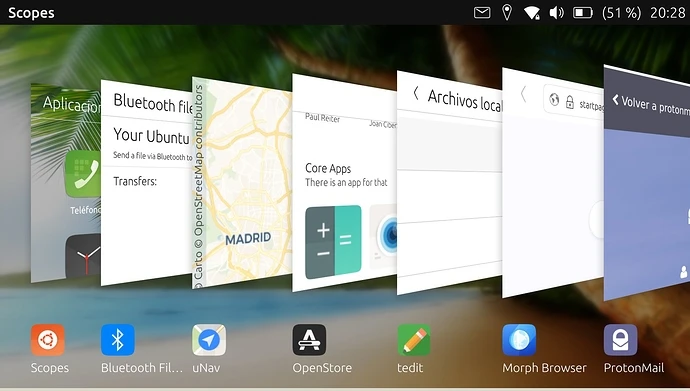 Scopes
(51 %) 20:28
Aplicacion
Teléfono
Bluetooth file
Your Ubuntu
Send a file via Bluetooth to
Transfers:
© Carto © OpenStreetMap contributors
MADRID
Paul Reiter
Joan Ciber
Core Apps
There is an app for that
Archivos local
startpag
Volver a protonm
Scopes
Bluetooth Fil...
uNav
OpenStore
tedit
Morph Browser
ProtonMail